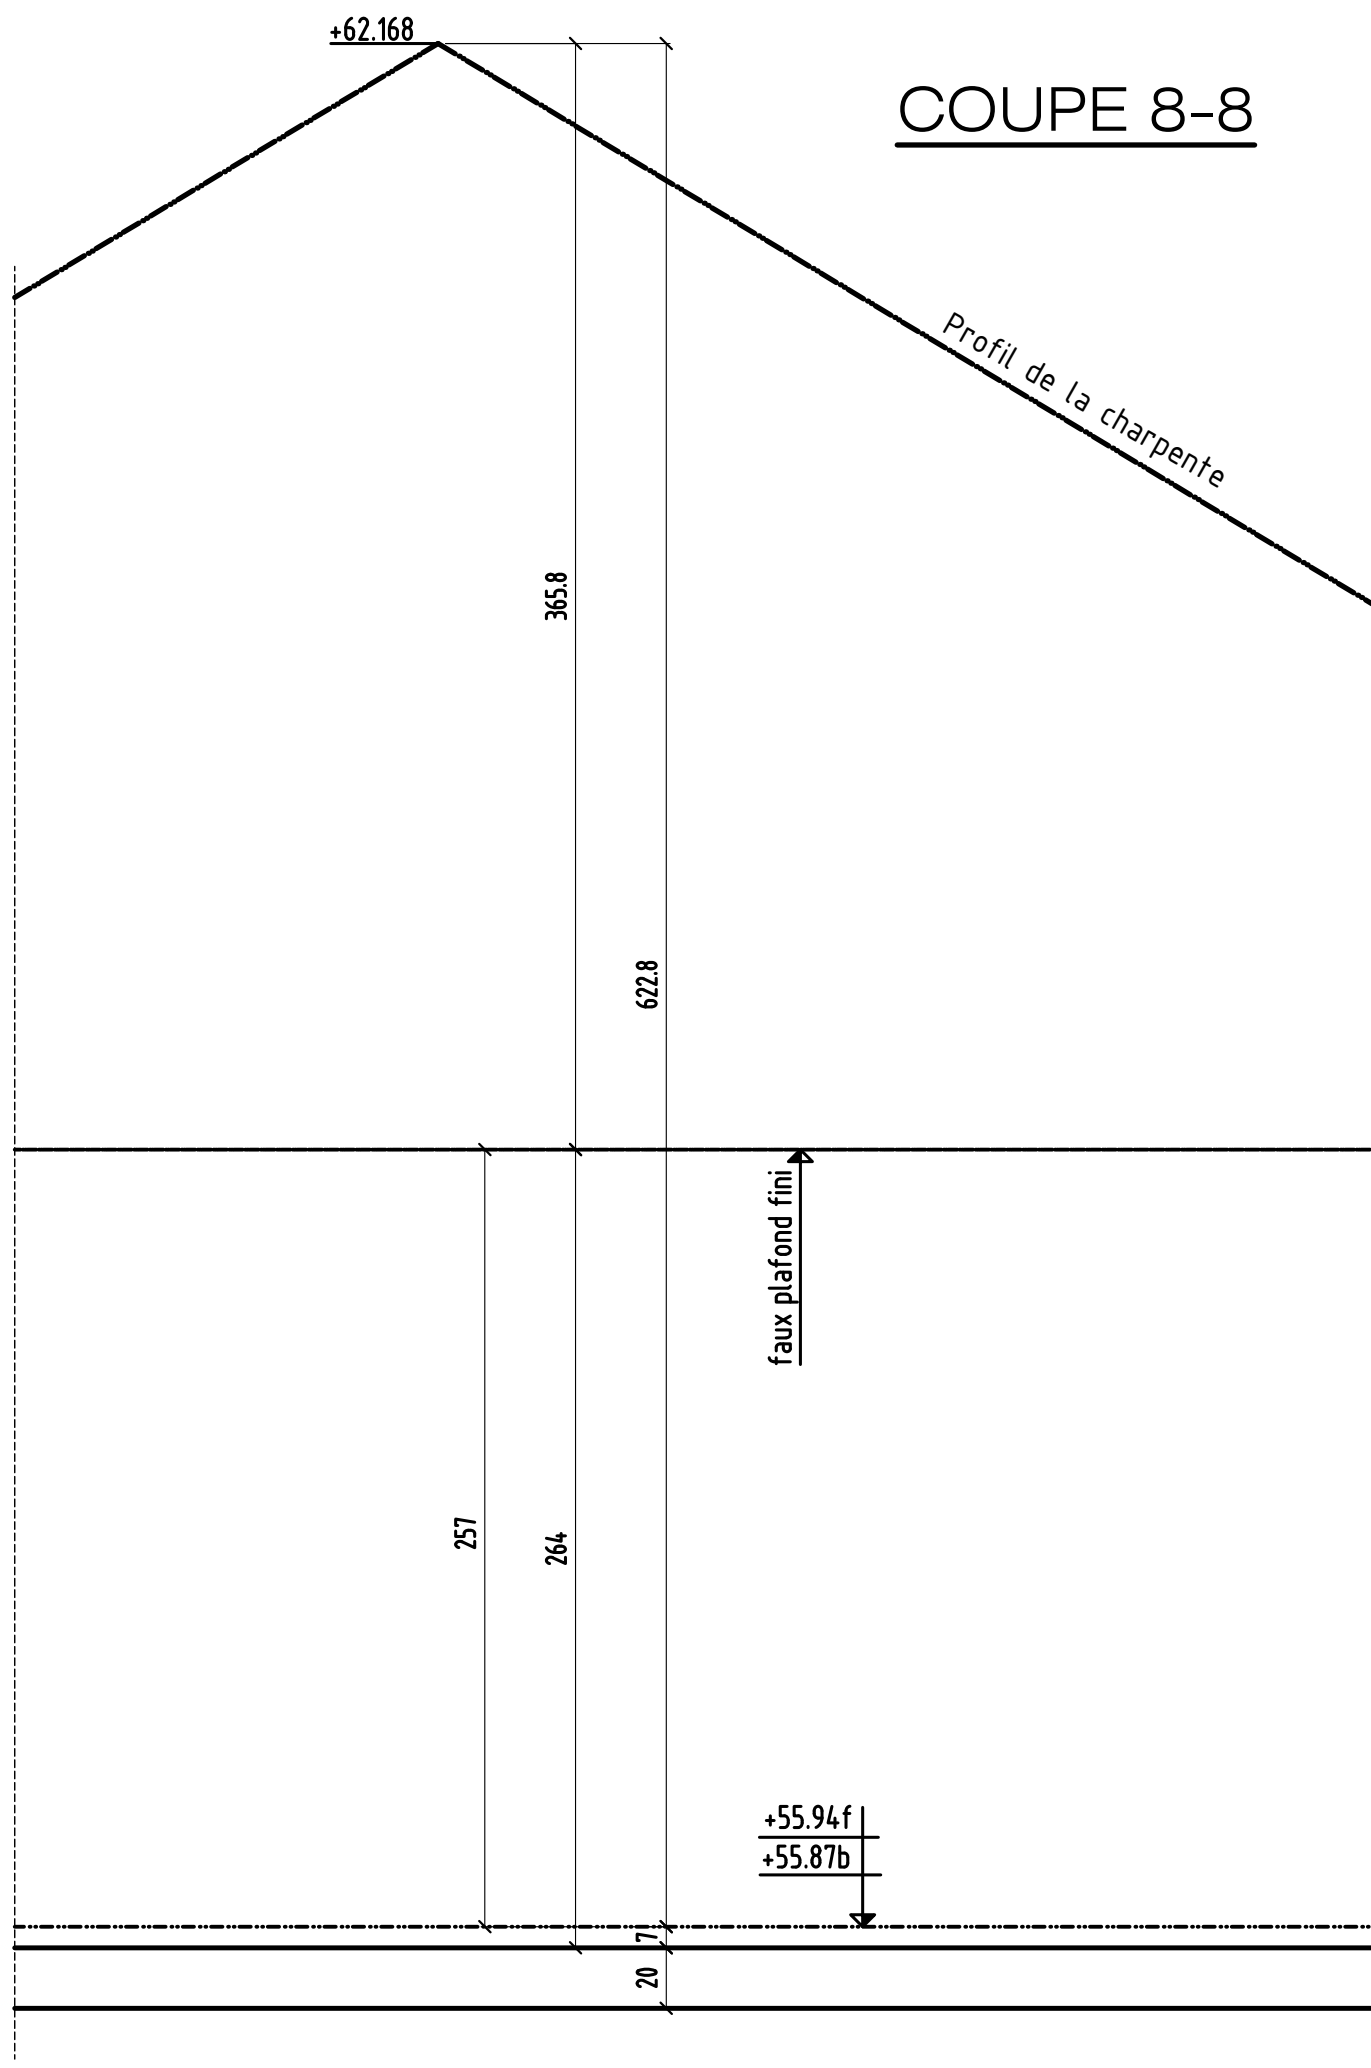 +62.168
COUPE 8-8
Profil de la charpente
365.8
622.8
faux plafond fini
257
264
+55.94f
+55.87b
7
20